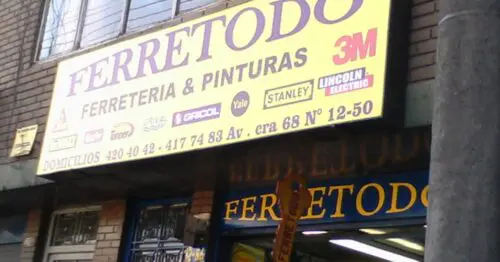 FERRETODO
FERRETERIA & PINTURAS
3M
GRICOL Yale STANLEY LINCOLN ELECTRIC
DOMICILIOS 420 40 42 - 417 74 83 Av. cra 68 N° 12-50
FERRETODO
FERRETODO